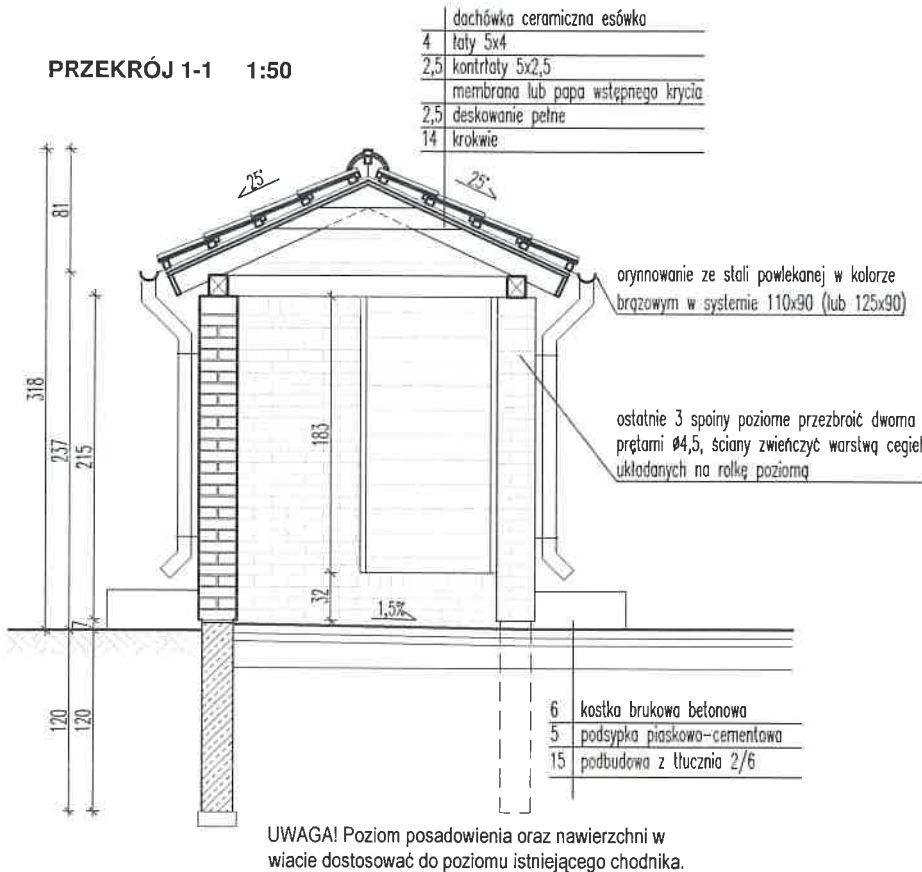 dachówka ceramiczna esówka
4 łaty 5x4
2,5 kontrłaty 5x2,5
membrana lub papa wstępnego krycia
2,5 deskowanie pełne
14 krokwie
PRZEKRÓJ 1-1 1:50
25°
25°
81
318
237
215
183
32
7
120
120
1,5%
orynnowanie ze stali powlekanej w kolorze
brązowym w systemie 110x90 (lub 125x90)
ostatnie 3 spoiny poziome przezbroić dwoma
prętami ø4,5, ściany zwieńczyć warstwą cegieł
układanych na rolkę poziomą
6 kostka brukowa betonowa
5 podsypka piaskowo-cementowa
15 podbudowa z tłucznia 2/6
UWAGA! Poziom posadowienia oraz nawierzchni w
wiacie dostosować do poziomu istniejącego chodnika.